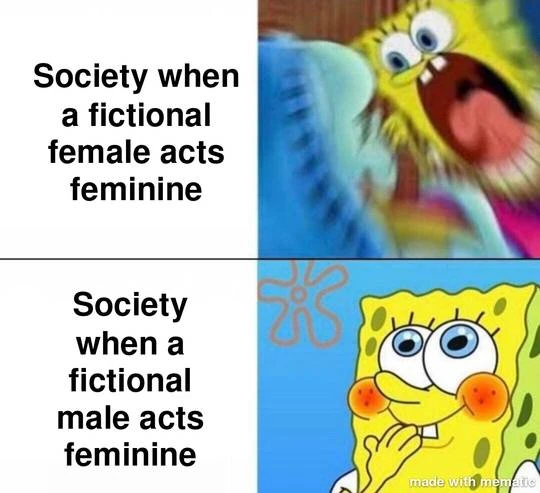 Society when
a fictional
female acts
feminine
Society
when a
fictional
male acts
feminine
made with mematic